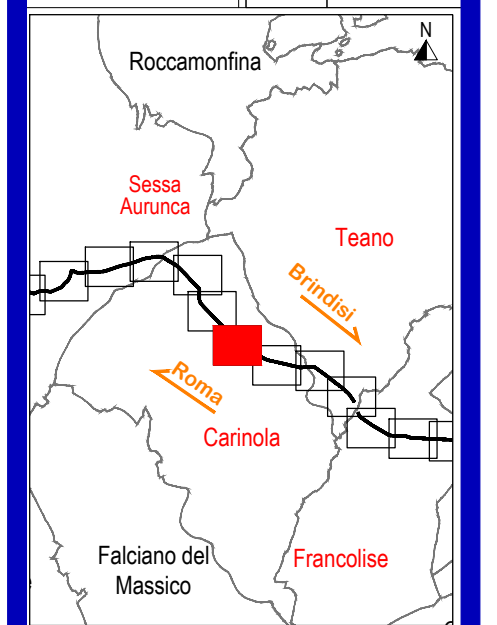 N
Roccamonfina
Sessa
Aurunca
Teano
Brindisi
Roma
Carinola
Falciano del
Massico
Francolise